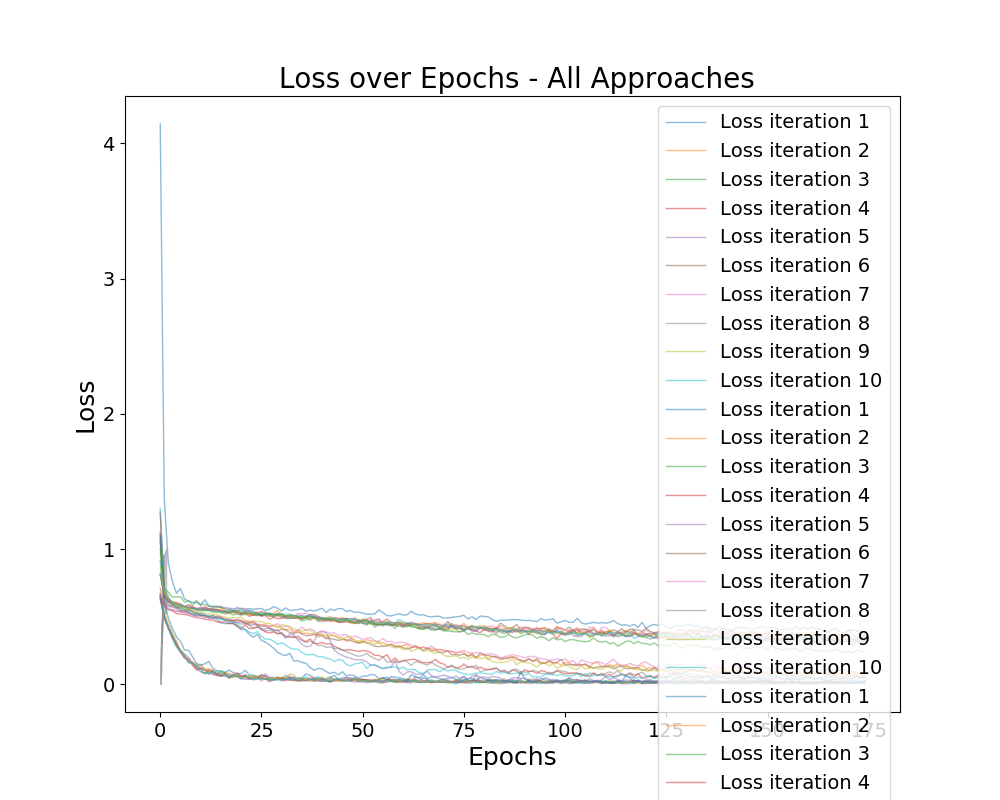 Loss over Epochs - All Approaches
Loss
4
3
2
1
0
0
25
50
75
100
125
150
175
Epochs
Loss iteration 1
Loss iteration 2
Loss iteration 3
Loss iteration 4
Loss iteration 5
Loss iteration 6
Loss iteration 7
Loss iteration 8
Loss iteration 9
Loss iteration 10
Loss iteration 1
Loss iteration 2
Loss iteration 3
Loss iteration 4
Loss iteration 5
Loss iteration 6
Loss iteration 7
Loss iteration 8
Loss iteration 9
Loss iteration 10
Loss iteration 1
Loss iteration 2
Loss iteration 3
Loss iteration 4